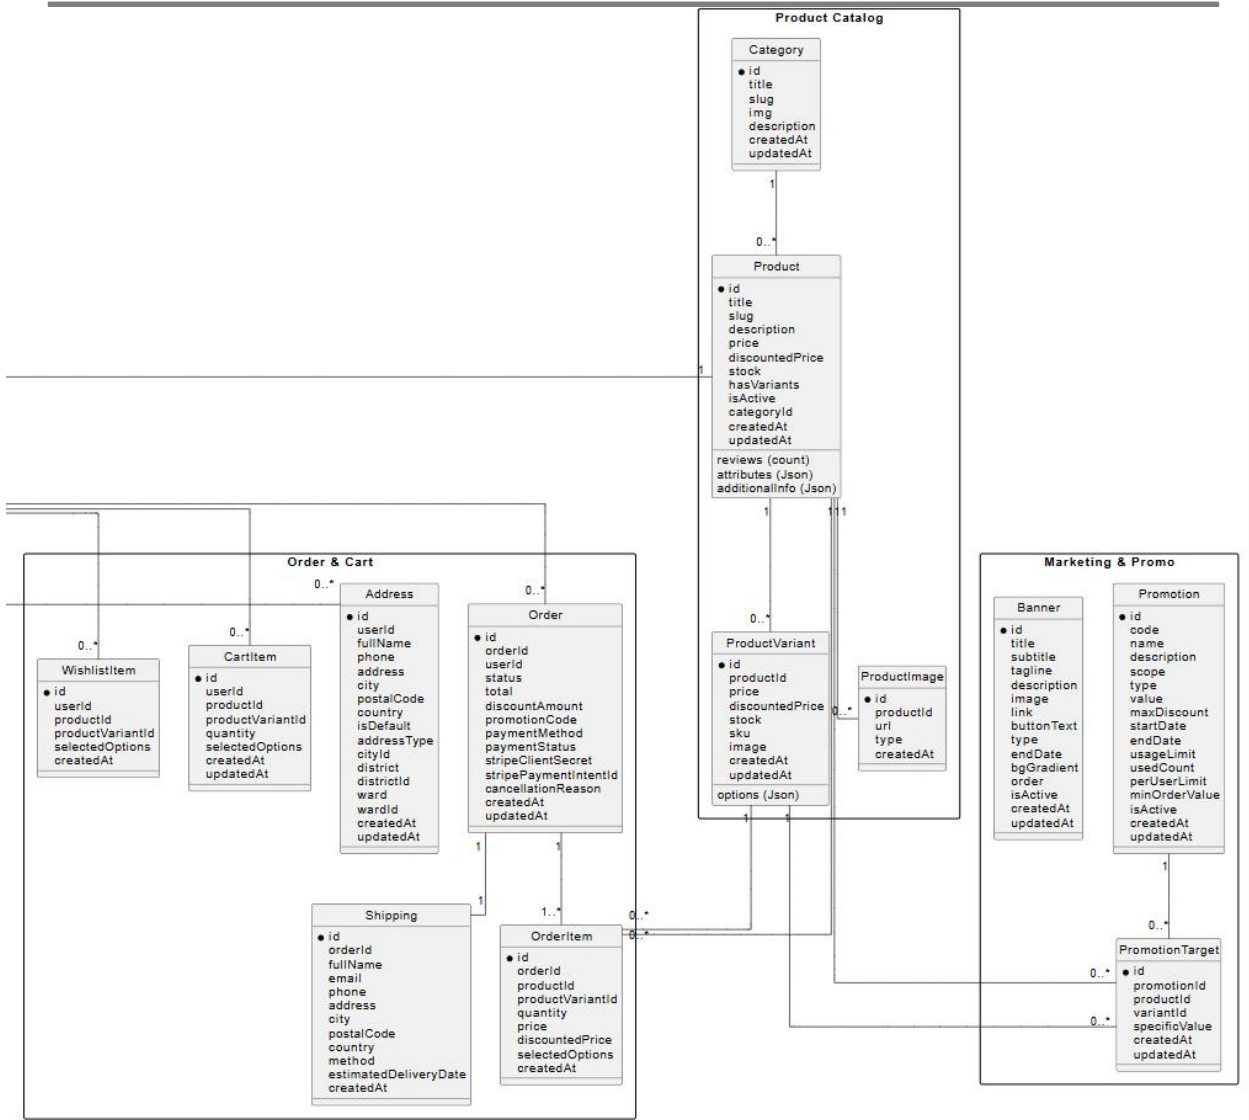 Product Catalog
Category
id
title
slug
img
description
createdAt
updatedAt
1
0..*
Product
id
title
slug
description
price
discountedPrice
stock
hasVariants
isActive
categoryId
createdAt
updatedAt
reviews (count)
attributes (Json)
additionalInfo (Json)
1
1
1
1
1
0..*
ProductVariant
id
productId
price
discountedPrice
stock
sku
image
createdAt
updatedAt
options (Json)
1
1
0..*
ProductImage
id
productId
url
type
createdAt
Order & Cart
0..*
WishlistItem
id
userId
productId
productVariantId
selectedOptions
createdAt
0..*
CartItem
id
userId
productId
productVariantId
quantity
selectedOptions
createdAt
updatedAt
0..*
Address
id
userId
fullName
phone
address
city
postalCode
country
isDefault
addressType
cityId
district
districtId
ward
wardId
createdAt
updatedAt
0..*
Order
id
orderId
userId
status
total
discountAmount
promotionCode
paymentMethod
paymentStatus
stripeClientSecret
stripePaymentIntentId
cancellationReason
createdAt
updatedAt
1
1
1
1..*
Shipping
id
orderId
fullName
email
phone
address
city
postalCode
country
method
estimatedDeliveryDate
createdAt
0..*
0..*
OrderItem
id
orderId
productId
productVariantId
quantity
price
discountedPrice
selectedOptions
createdAt
Marketing & Promo
Banner
id
title
subtitle
tagline
description
image
link
buttonText
type
endDate
bgGradient
order
isActive
createdAt
updatedAt
Promotion
id
code
name
description
scope
type
value
maxDiscount
startDate
endDate
usageLimit
usedCount
perUserLimit
minOrderValue
isActive
createdAt
updatedAt
1
0..*
0..*
0..*
PromotionTarget
id
promotionId
productId
variantId
specificValue
createdAt
updatedAt